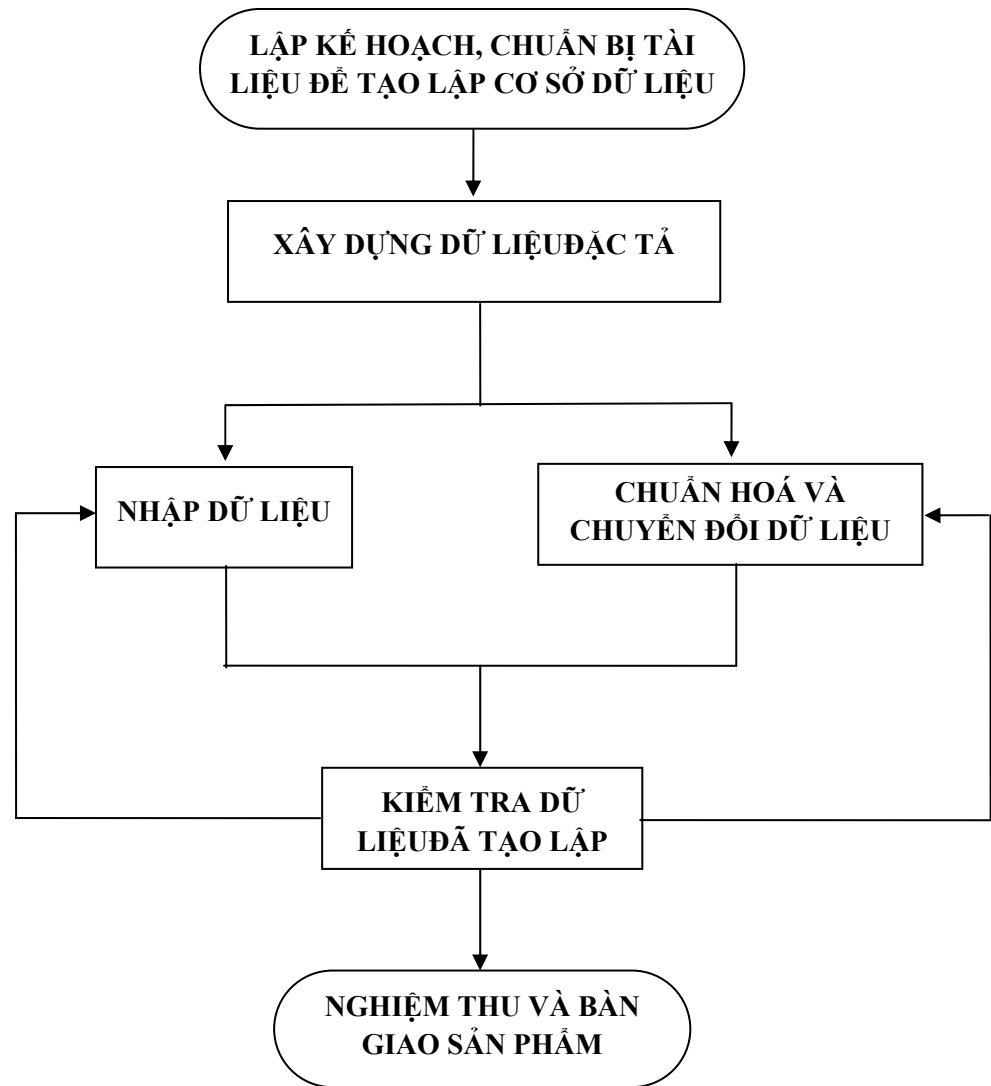 LẬP KẾ HOẠCH, CHUẨN BỊ TÀI
LIỆU ĐỂ TẠO LẬP CƠ SỞ DỮ LIỆU
XÂY DỰNG DỮ LIỆUĐẶC TẢ
NHẬP DỮ LIỆU
CHUẨN HOÁ VÀ
CHUYỂN ĐỔI DỮ LIỆU
KIỂM TRA DỮ
LIỆUĐÃ TẠO LẬP
NGHIỆM THU VÀ BÀN
GIAO SẢN PHẨM